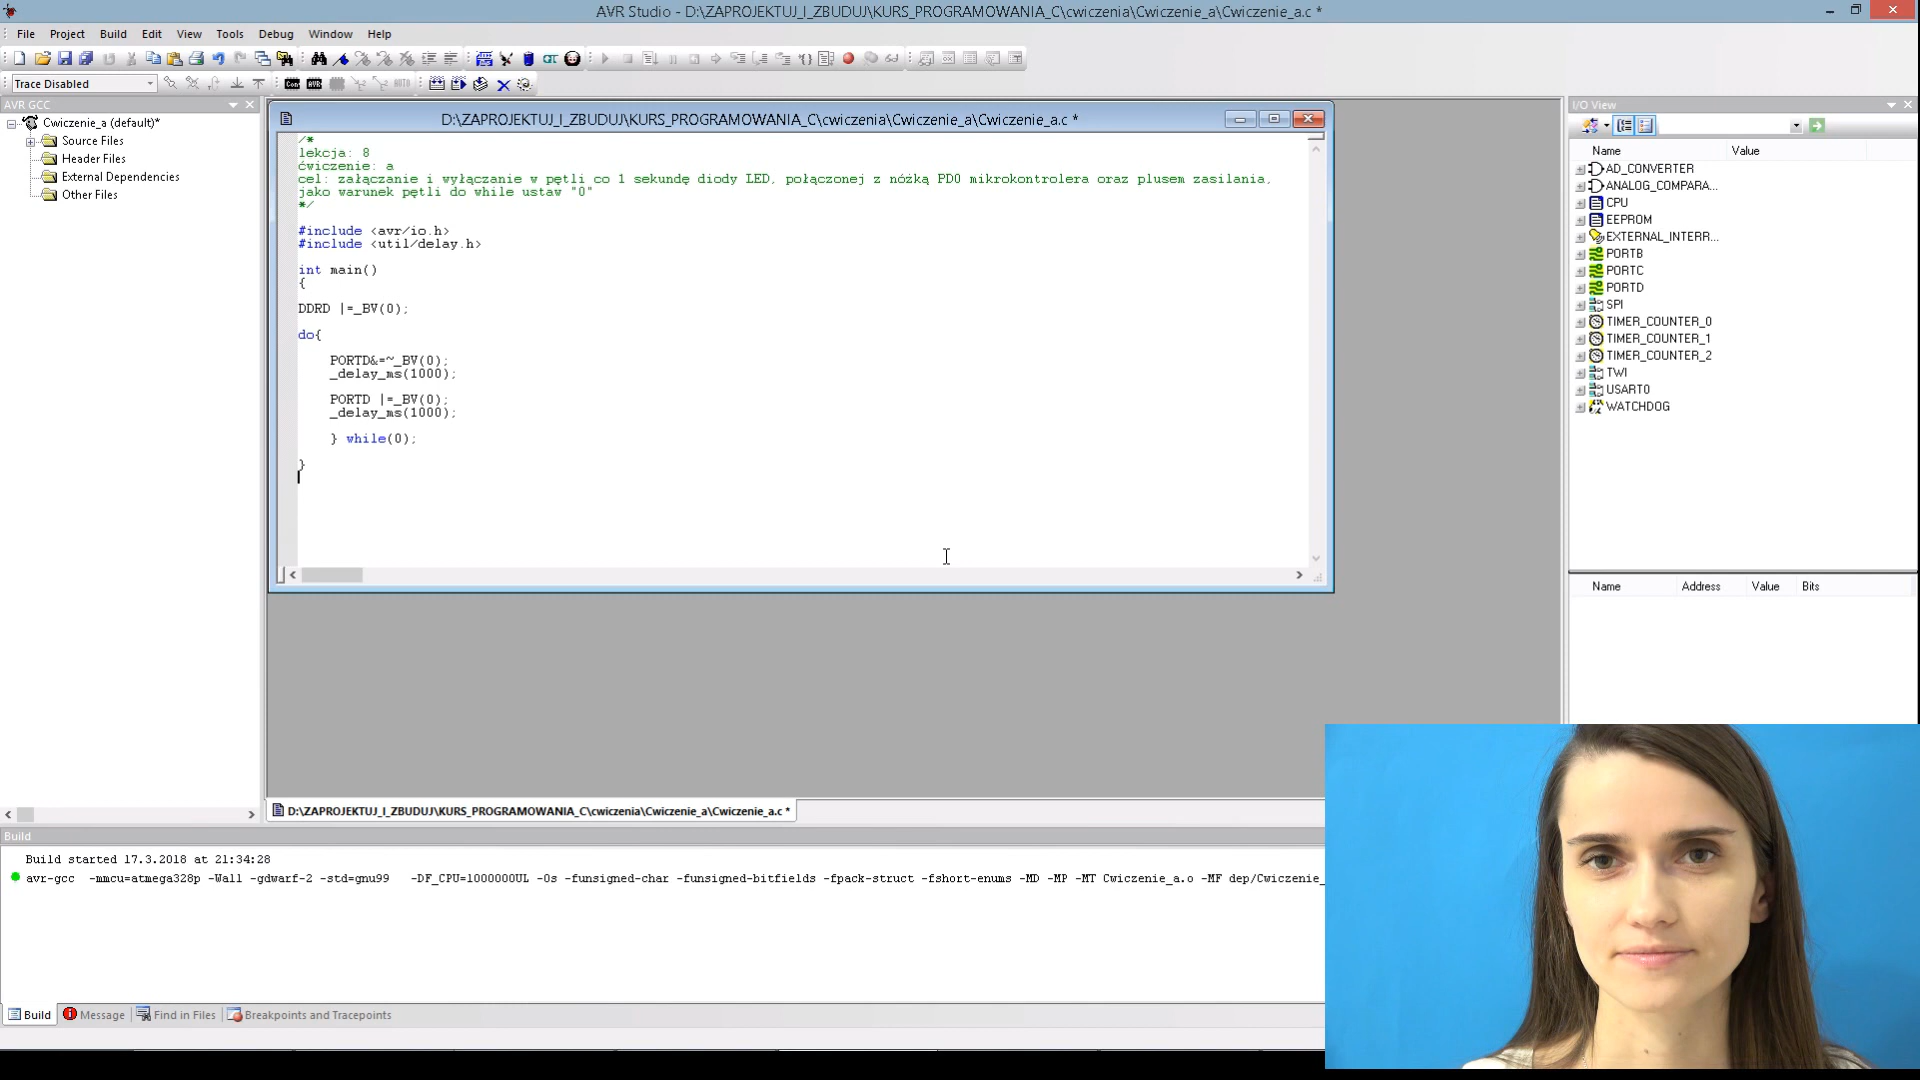 AVR Studio - D:\ZAPROJEKTUJ_I_ZBUDUJ\KURS_PROGRAMOWANIA_C\cwiczenia\Cwiczenie_a\Cwiczenie_a.c *
File Project Build Edit View Tools Debug Window Help
Trace Disabled
AVR GCC
Cwiczenie_a (default)*
Source Files
Header Files
External Dependencies
Other Files
D:\ZAPROJEKTUJ_I_ZBUDUJ\KURS_PROGRAMOWANIA_C\cwiczenia\Cwiczenie_a\Cwiczenie_a.c *
/*
lekcja: 8
ćwiczenie: a
cel: załączanie i wyłączanie w pętli co 1 sekundę diody LED, połączonej z nóżką PD0 mikrokontrolera oraz plusem zasilania,
jako warunek pętli do while ustaw "0"
*/
#include <avr/io.h>
#include <util/delay.h>
int main()
{
DDRD |=_BV(0);
do{
PORTD&=~_BV(0);
_delay_ms(1000);
PORTD |=_BV(0);
_delay_ms(1000);
} while(0);
}
I/O View
Name Value
AD_CONVERTER
ANALOG_COMPARA...
CPU
EEPROM
EXTERNAL_INTERR...
PORTB
PORTC
PORTD
SPI
TIMER_COUNTER_0
TIMER_COUNTER_1
TIMER_COUNTER_2
TWI
USART0
WATCHDOG
Name Address Value Bits
D:\ZAPROJEKTUJ_I_ZBUDUJ\KURS_PROGRAMOWANIA_C\cwiczenia\Cwiczenie_a\Cwiczenie_a.c *
Build
Build started 17.3.2018 at 21:34:28
avr-gcc -mmcu=atmega328p -Wall -gdwarf-2 -std=gnu99 -DF_CPU=1000000UL -Os -funsigned-char -funsigned-bitfields -fpack-struct -fshort-enums -MD -MP -MT Cwiczenie_a.o -MF dep/Cwiczenie_
Build Message Find in Files Breakpoints and Tracepoints